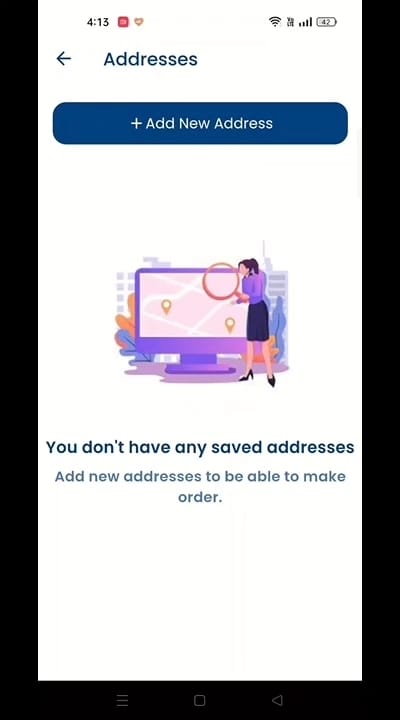 4:13
42
Addresses
+ Add New Address
You don't have any saved addresses
Add new addresses to be able to make
order.